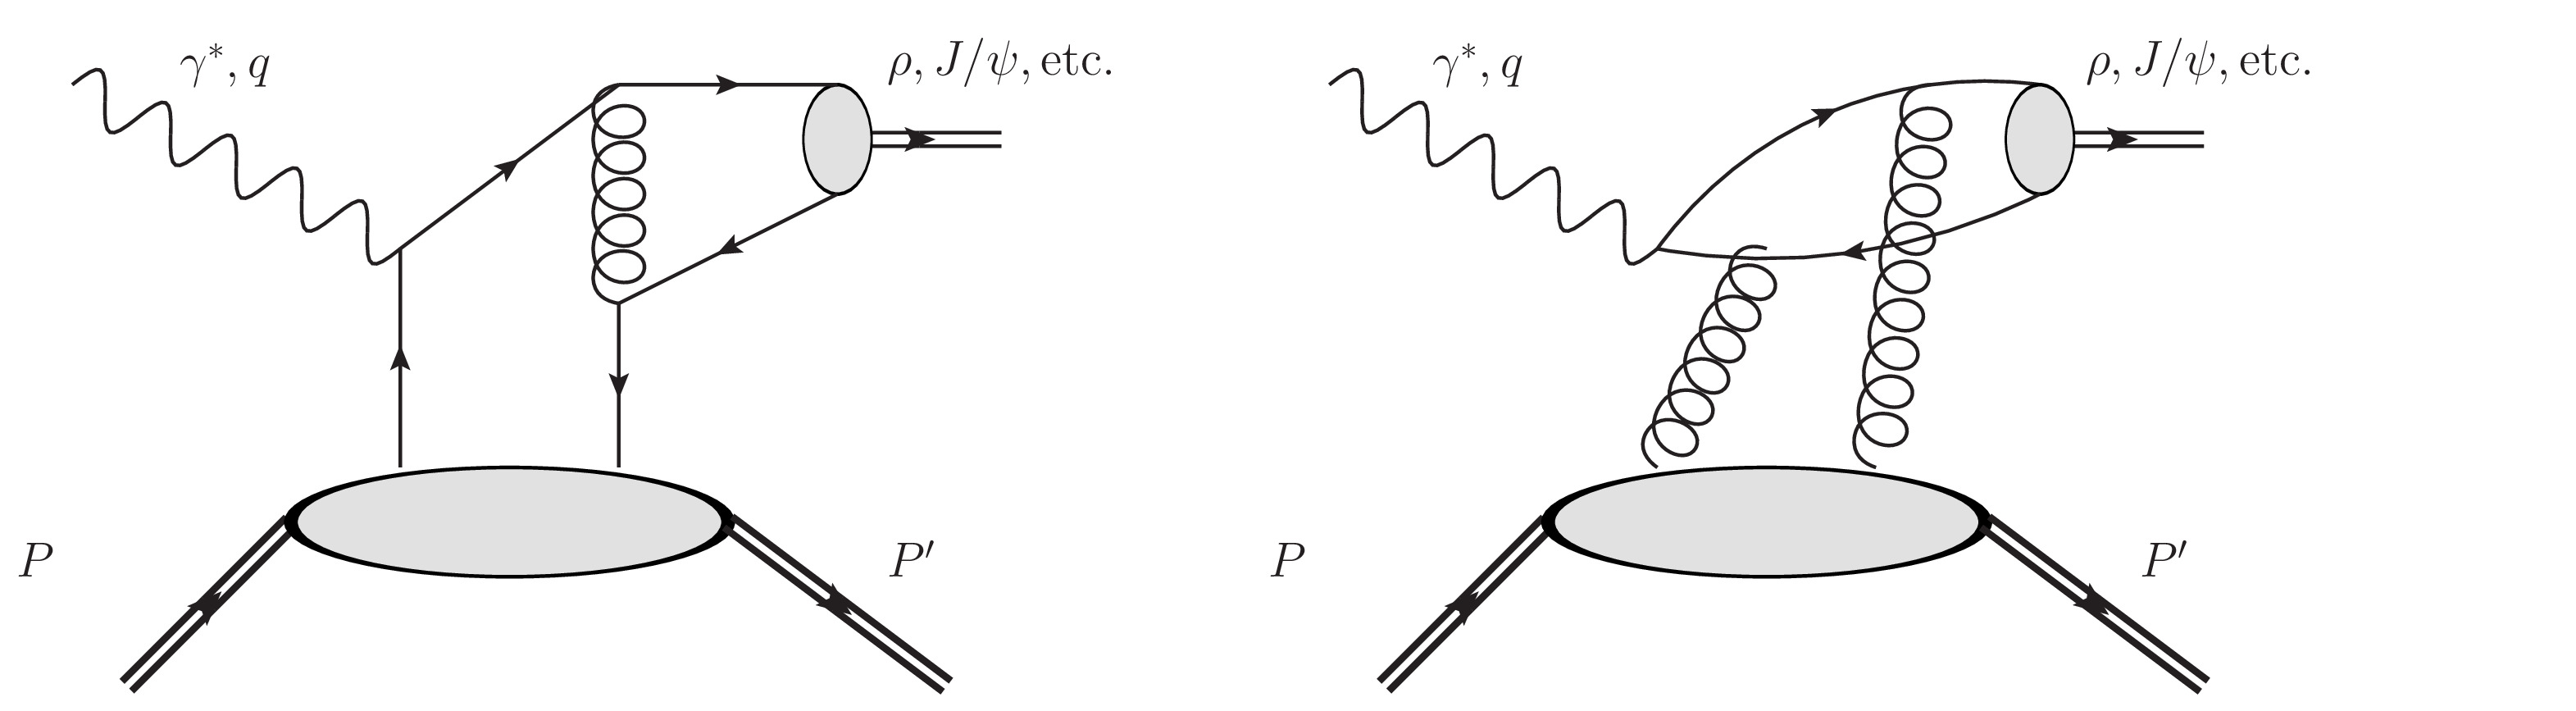 γ*, q
ρ, J/ψ, etc.
P
P′
γ*, q
ρ, J/ψ, etc.
P
P′